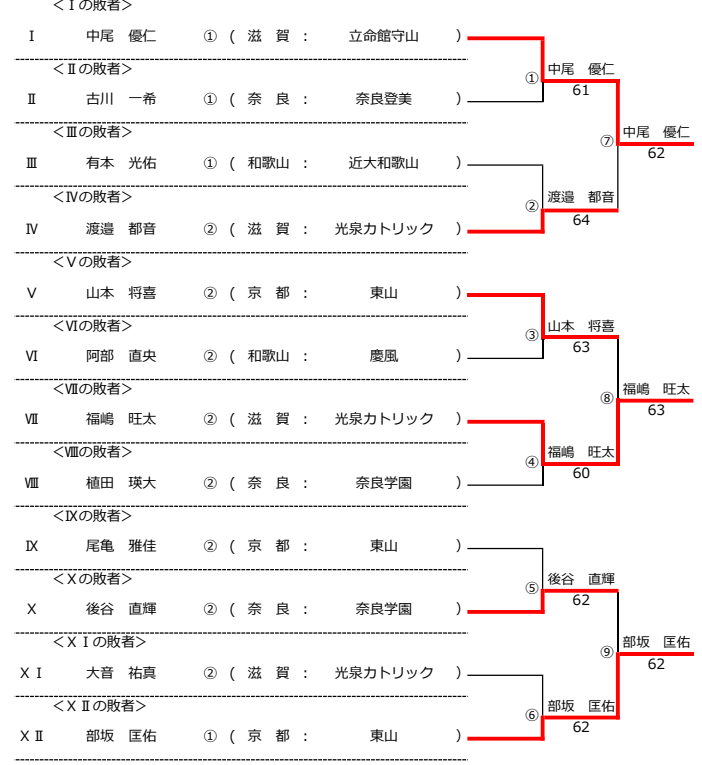 ＜Ⅰの敗者＞
Ⅰ 中尾 優仁 ① ( 滋 賀 : 立命館守山 )
＜Ⅱの敗者＞
① 中尾 優仁
61
Ⅱ 古川 一希 ① ( 奈 良 : 奈良登美 )
＜Ⅲの敗者＞
⑦ 中尾 優仁
62
Ⅲ 有本 光佑 ① ( 和歌山 : 近大和歌山 )
＜Ⅳの敗者＞
② 渡邉 都音
64
Ⅳ 渡邉 都音 ② ( 滋 賀 : 光泉カトリック )
＜Ⅴの敗者＞
Ⅴ 山本 将喜 ② ( 京 都 : 東山 )
＜Ⅵの敗者＞
③ 山本 将喜
63
Ⅵ 阿部 直央 ② ( 和歌山 : 慶風 )
＜Ⅶの敗者＞
⑧ 福嶋 旺太
63
Ⅶ 福嶋 旺太 ② ( 滋 賀 : 光泉カトリック )
＜Ⅷの敗者＞
④ 福嶋 旺太
60
Ⅷ 植田 瑛大 ② ( 奈 良 : 奈良学園 )
＜Ⅸの敗者＞
Ⅸ 尾亀 雅佳 ② ( 京 都 : 東山 )
＜Ⅹの敗者＞
⑤ 後谷 直輝
62
Ⅹ 後谷 直輝 ② ( 奈 良 : 奈良学園 )
＜ⅩⅠの敗者＞
⑨ 部坂 匡佑
62
ⅩⅠ 大音 祐真 ② ( 滋 賀 : 光泉カトリック )
＜ⅩⅡの敗者＞
⑥ 部坂 匡佑
62
ⅩⅡ 部坂 匡佑 ① ( 京 都 : 東山 )